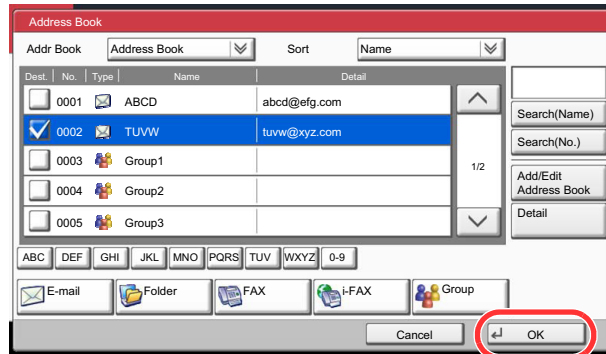 Address Book
Addr Book Address Book Sort Name
Dest. No. Type Name Detail
0001 ABCD abcd@efg.com
0002 TUVW tuvw@xyz.com
0003 Group1
0004 Group2
0005 Group3
1/2
Search(Name)
Search(No.)
Add/Edit
Address Book
Detail
ABC DEF GHI JKL MNO PQRS TUV WXYZ 0-9
E-mail Folder FAX i-FAX Group
Cancel OK